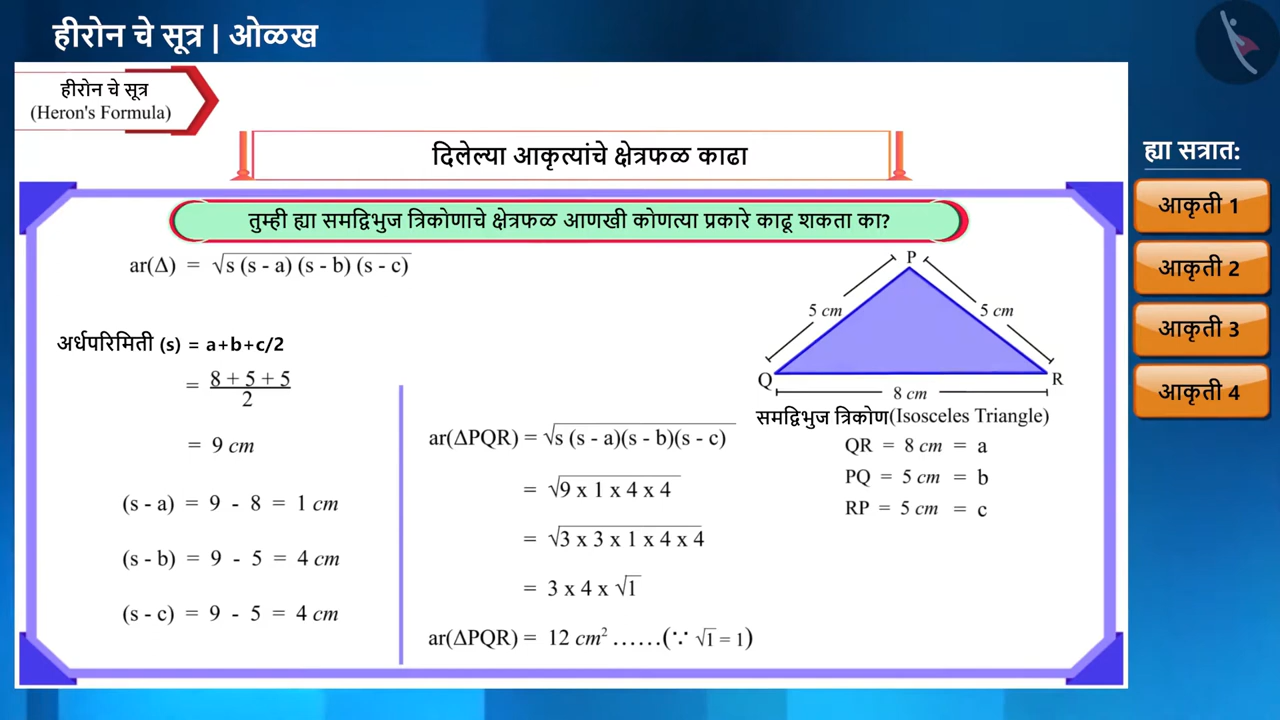 हीरोन चे सूत्र | ओळख
हीरोन चे सूत्र
(Heron's Formula)
दिलेल्या आकृत्यांचे क्षेत्रफळ काढा
तुम्ही ह्या समद्विभुज त्रिकोणाचे क्षेत्रफळ आणखी कोणत्या प्रकारे काढू शकता का?
ar(Δ) = √s (s - a) (s - b) (s - c)
अर्धपरिमिती (s) = a+b+c/2
= 8 + 5 + 5
2
= 9 cm
(s - a) = 9 - 8 = 1 cm
(s - b) = 9 - 5 = 4 cm
(s - c) = 9 - 5 = 4 cm
ar(ΔPQR) = √s (s - a)(s - b)(s - c)
= √9 x 1 x 4 x 4
= √3 x 3 x 1 x 4 x 4
= 3 x 4 x √1
ar(ΔPQR) = 12 cm² ......(∵ √1 = 1)
P
5 cm
5 cm
Q
R
8 cm
समद्विभुज त्रिकोण(Isosceles Triangle)
QR = 8 cm = a
PQ = 5 cm = b
RP = 5 cm = c
ह्या सत्रात:
आकृती 1
आकृती 2
आकृती 3
आकृती 4